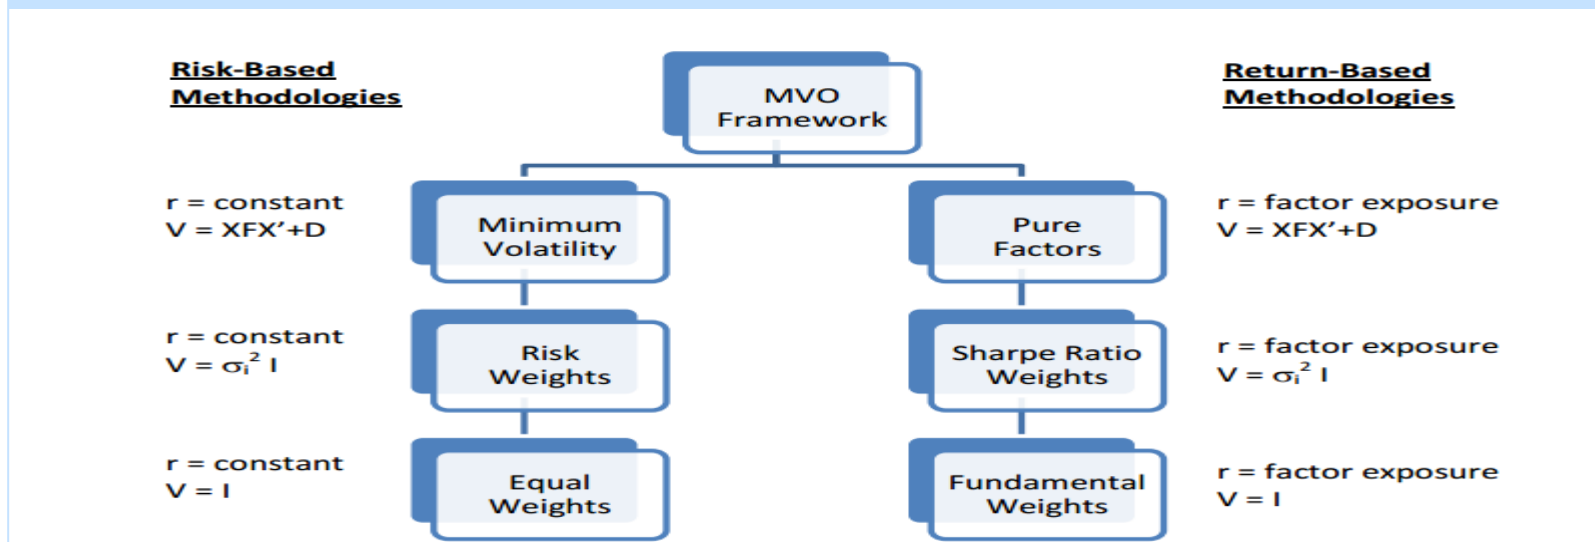 Risk-Based
Methodologies
MVO
Framework
Return-Based
Methodologies
r = constant
V = XFX'+D
Minimum
Volatility
Pure
Factors
r = factor exposure
V = XFX'+D
r = constant
V = σᵢ² I
Risk
Weights
Sharpe Ratio
Weights
r = factor exposure
V = σᵢ² I
r = constant
V = I
Equal
Weights
Fundamental
Weights
r = factor exposure
V = I